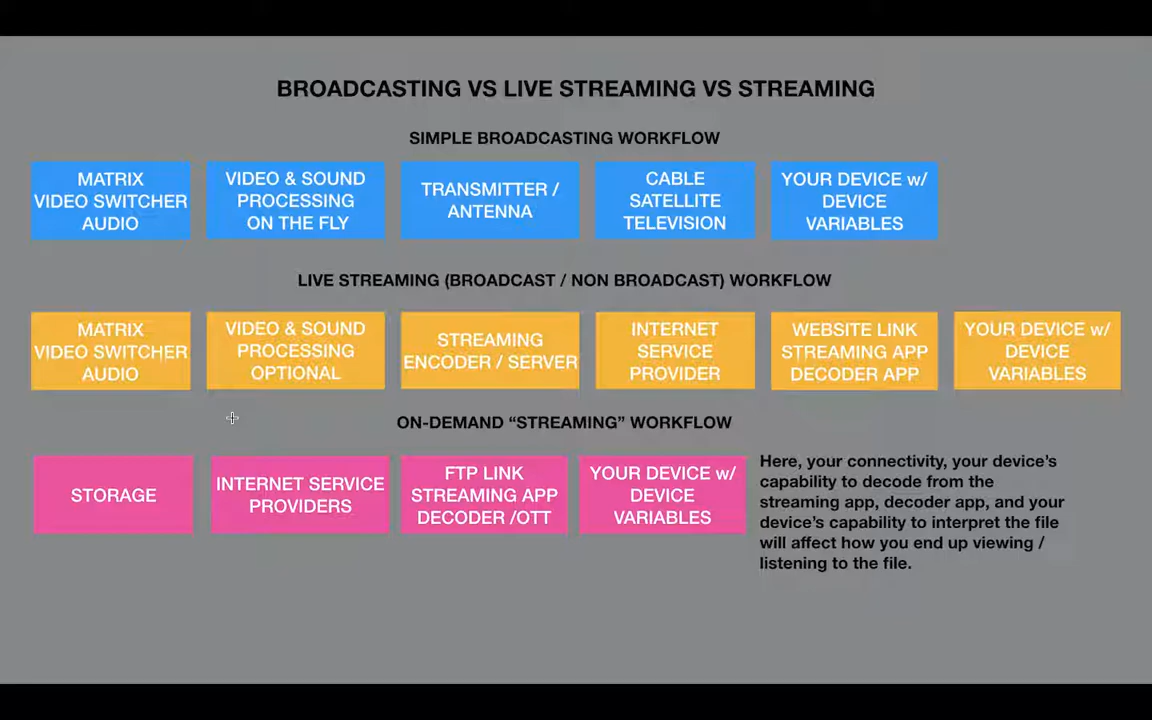 BROADCASTING VS LIVE STREAMING VS STREAMING
SIMPLE BROADCASTING WORKFLOW
MATRIX
VIDEO SWITCHER
AUDIO
VIDEO & SOUND
PROCESSING
ON THE FLY
TRANSMITTER /
ANTENNA
CABLE
SATELLITE
TELEVISION
YOUR DEVICE w/
DEVICE
VARIABLES
LIVE STREAMING (BROADCAST / NON BROADCAST) WORKFLOW
MATRIX
VIDEO SWITCHER
AUDIO
VIDEO & SOUND
PROCESSING
OPTIONAL
STREAMING
ENCODER / SERVER
INTERNET
SERVICE
PROVIDER
WEBSITE LINK
STREAMING APP
DECODER APP
YOUR DEVICE w/
DEVICE
VARIABLES
ON-DEMAND “STREAMING” WORKFLOW
STORAGE
INTERNET SERVICE
PROVIDERS
FTP LINK
STREAMING APP
DECODER /OTT
YOUR DEVICE w/
DEVICE
VARIABLES
Here, your connectivity, your device’s
capability to decode from the
streaming app, decoder app, and your
device’s capability to interpret the file
will affect how you end up viewing /
listening to the file.